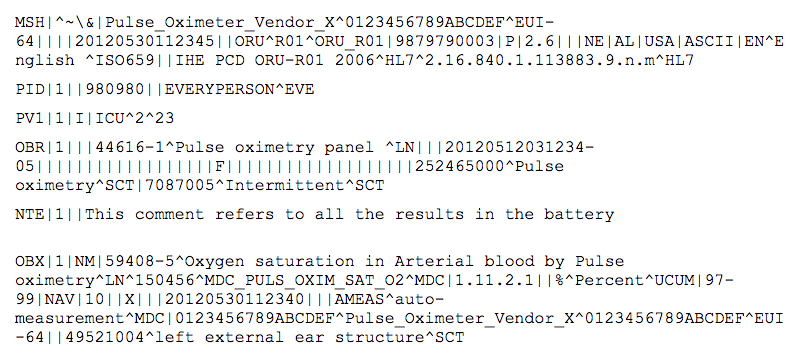 MSH|^~\&|Pulse_Oximeter_Vendor_X^0123456789ABCDEF^EUI-
64||||20120530112345||ORU^R01^ORU_R01|9879790003|P|2.6|||NE|AL|USA|ASCII|EN^E
nglish ^ISO659||IHE PCD ORU-R01 2006^HL7^2.16.840.1.113883.9.n.m^HL7
PID|1||980980||EVERYPERSON^EVE
PV1|1|I|ICU^2^23
OBR|1|||44616-1^Pulse oximetry panel ^LN|||20120512031234-
05||||||||||||||||||F|||||||||||||||||||252465000^Pulse
oximetry^SCT|7087005^Intermittent^SCT
NTE|1||This comment refers to all the results in the battery
OBX|1|NM|59408-5^Oxygen saturation in Arterial blood by Pulse
oximetry^LN^150456^MDC_PULS_OXIM_SAT_O2^MDC|1.11.2.1||%^Percent^UCUM|97-
99|NAV|10||X|||20120530112340|||AMEAS^auto-
measurement^MDC|0123456789ABCDEF^Pulse_Oximeter_Vendor_X^0123456789ABCDEF^EUI
-64||49521004^left external ear structure^SCT